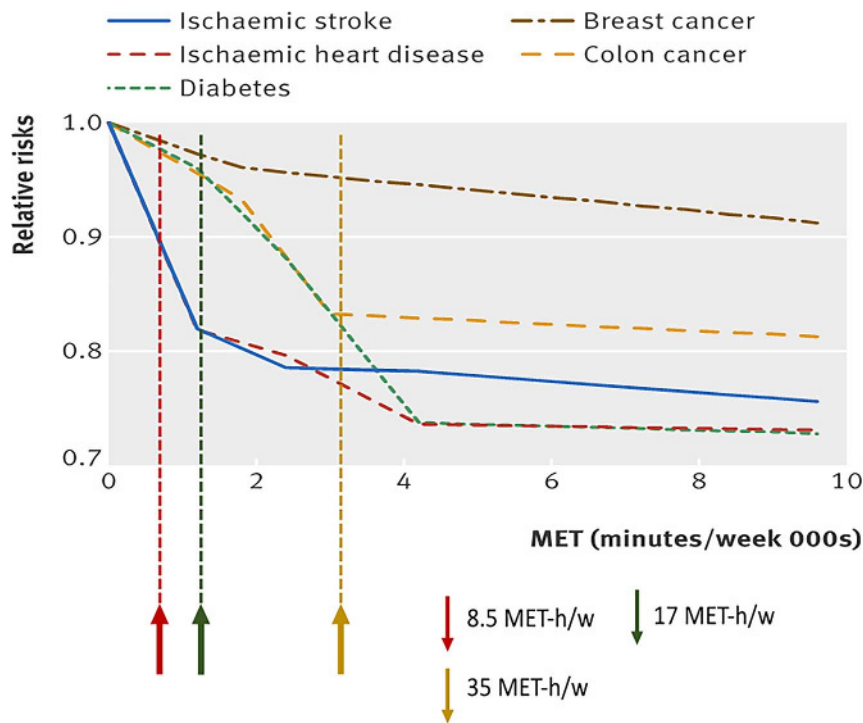 Ischaemic stroke
Breast cancer
Ischaemic heart disease
Colon cancer
Diabetes
Relative risks
1.0
0.9
0.8
0.7
0 2 4 6 8 10
MET (minutes/week 000s)
8.5 MET-h/w
17 MET-h/w
35 MET-h/w